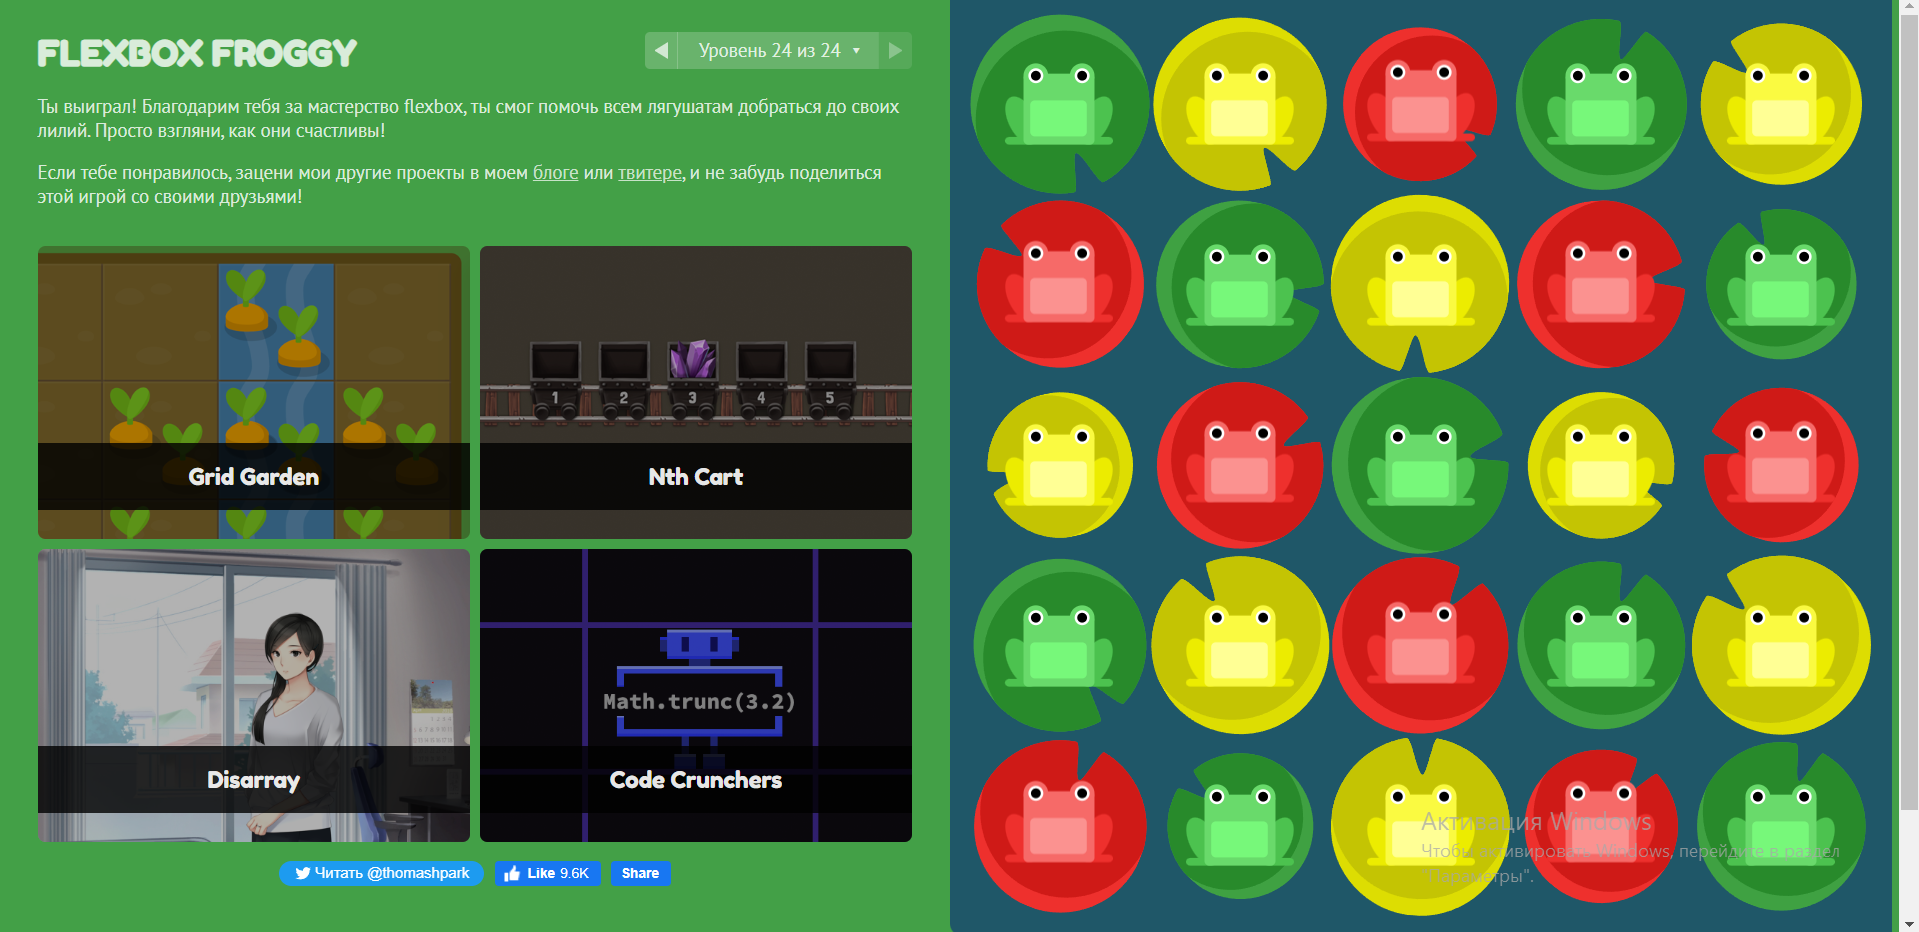 FLEXBOX FROGGY
Уровень 24 из 24
Ты выиграл! Благодарим тебя за мастерство flexbox, ты смог помочь всем лягушатам добраться до своих
лилий. Просто взгляни, как они счастливы!
Если тебе понравилось, зацени мои другие проекты в моем блоге или твитере, и не забудь поделиться
этой игрой со своими друзьями!
Grid Garden
1 2 3 4 5
Nth Cart
Disarray
Math.trunc(3.2)
Code Crunchers
Читать @thomashpark
Like 9.6K
Share
Активация Windows
Чтобы активировать Windows, перейдите в раздел
"Параметры".